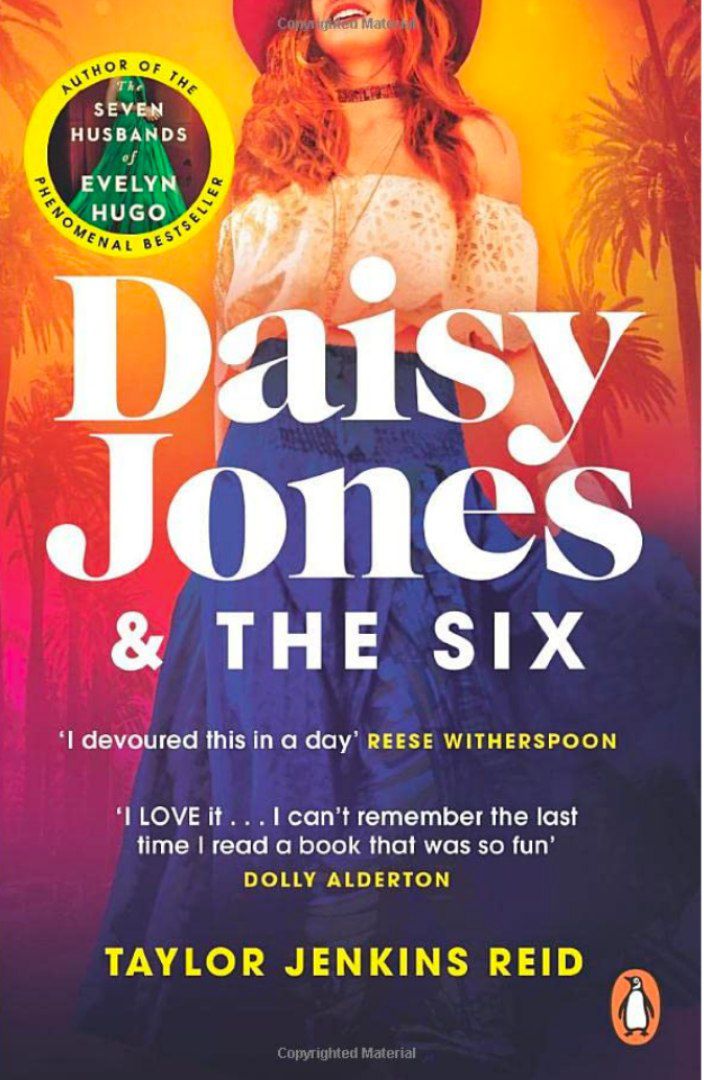 Copyrighted Material
AUTHOR OF THE
The
SEVEN
HUSBANDS
of
EVELYN
HUGO
PHENOMENAL BESTSELLER
Daisy
Jones
& THE SIX
‘I devoured this in a day’ REESE WITHERSPOON
‘I LOVE it . . . I can’t remember the last
time I read a book that was so fun’
DOLLY ALDERTON
TAYLOR JENKINS REID
Copyrighted Material